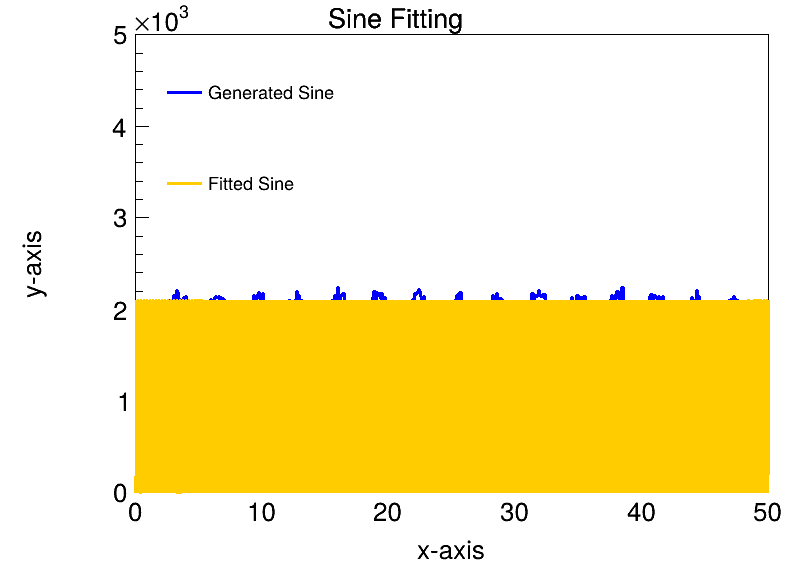 Sine Fitting
×10³
5
4
3
2
1
0
Generated Sine
Fitted Sine
y-axis
0 10 20 30 40 50
x-axis